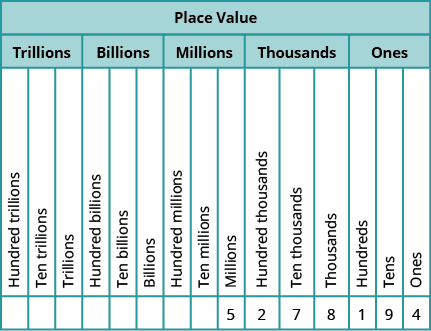 Place Value
Trillions Billions Millions Thousands Ones
Hundred trillions
Ten trillions
Trillions
Hundred billions
Ten billions
Billions
Hundred millions
Ten millions
Millions
Hundred thousands
Ten thousands
Thousands
Hundreds
Tens
Ones
5 2 7 8 1 9 4